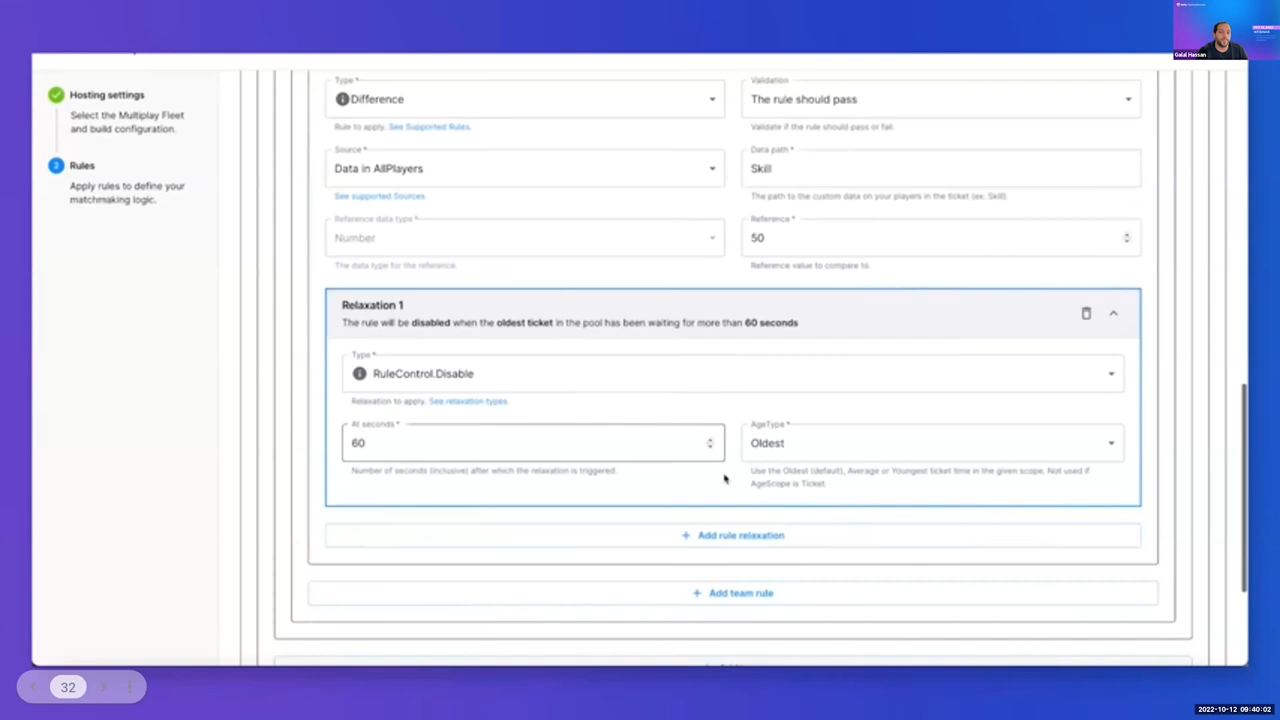 Galal Hassan
Hosting settings
Select the Multiplay Fleet
and build configuration.
2
Rules
Apply rules to define your
matchmaking logic.
Type *
Difference
Rule to apply. See Supported Rules.
Validation
The rule should pass
Validate if the rule should pass or fail.
Source *
Data in AllPlayers
See supported Sources
Data path *
Skill
The path to the custom data on your players in the ticket (ex: Skill)
Reference data type *
Number
The data type for the reference.
Reference *
50
Reference value to compare to.
Relaxation 1
The rule will be disabled when the oldest ticket in the pool has been waiting for more than 60 seconds
Type *
RuleControl.Disable
Relaxation to apply. See relaxation types.
At seconds *
60
Number of seconds (inclusive) after which the relaxation is triggered.
AgeType *
Oldest
Use the Oldest (default), Average or Youngest ticket time in the given scope. Not used if
AgeScope is Ticket.
+ Add rule relaxation
+ Add team rule
32
2022-10-12 09:40:02